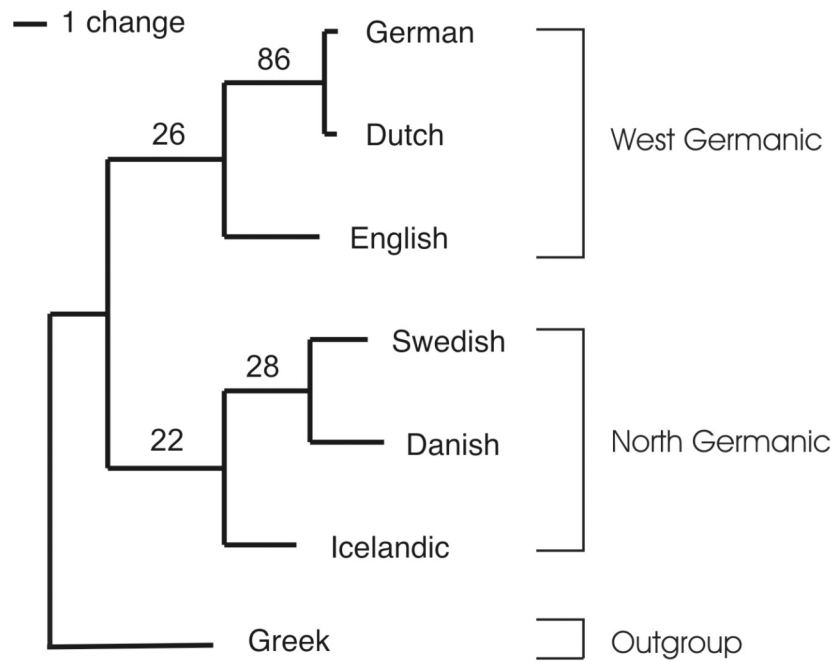 1 change
German
86
Dutch
West Germanic
26
English
Swedish
28
Danish
North Germanic
22
Icelandic
Greek
Outgroup